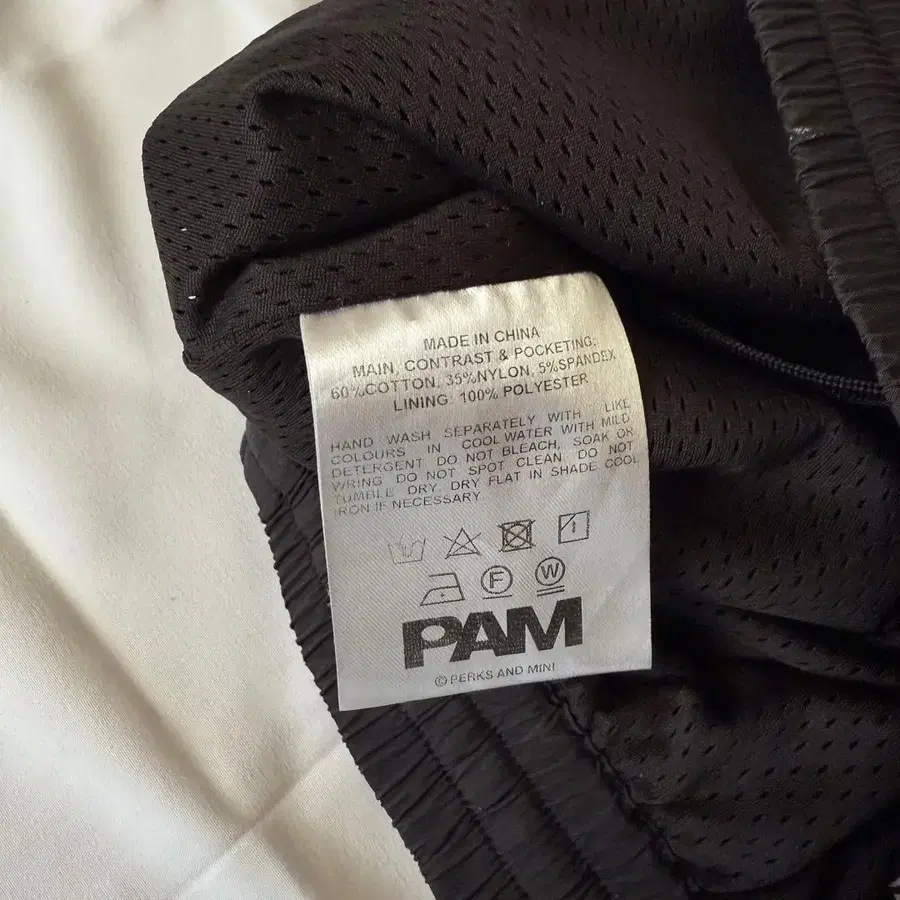 MADE IN CHINA
MAIN, CONTRAST & POCKETING:
60%COTTON, 35%NYLON, 5%SPANDEX
LINING: 100% POLYESTER
HAND WASH SEPARATELY WITH LIKE
COLOURS IN COOL WATER WITH MILD
DETERGENT DO NOT BLEACH, SOAK OR
WRING DO NOT SPOT CLEAN. DO NOT
TUMBLE DRY, DRY FLAT IN SHADE COOL
IRON IF NECESSARY
F
W
PAM
© PERKS AND MINI